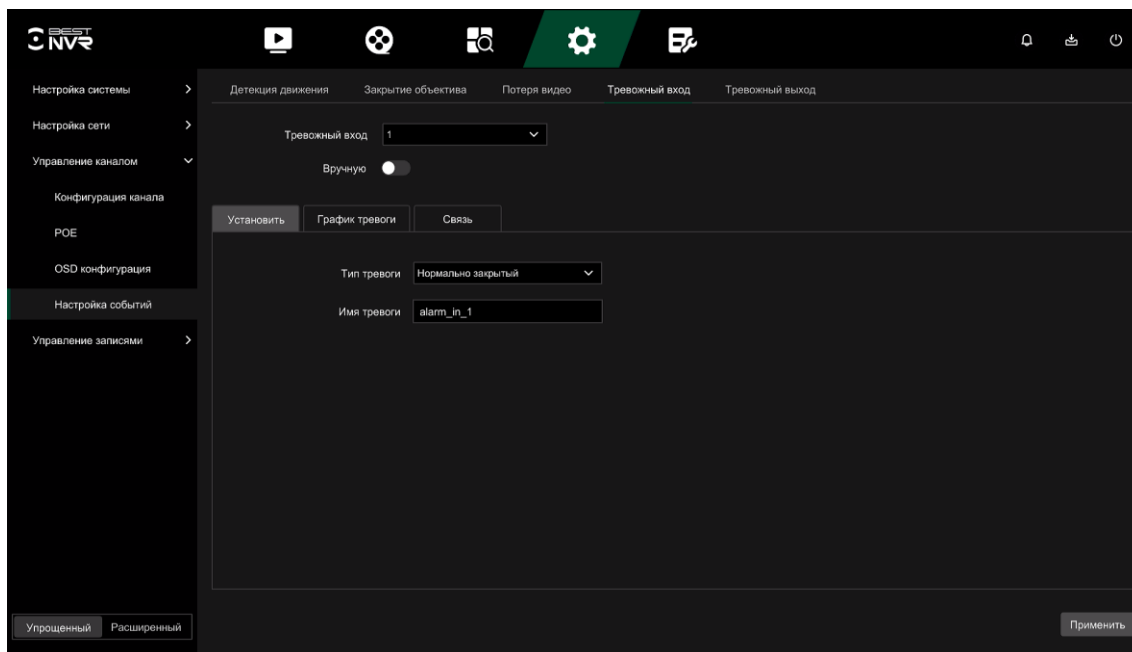 BEST
NVR
Настройка системы
Настройка сети
Управление каналом
Конфигурация канала
POE
OSD конфигурация
Настройка событий
Управление записями
Упрощенный Расширенный
Детекция движения Закрытие объектива Потеря видео Тревожный вход Тревожный выход
Тревожный вход 1
Вручную
Установить График тревоги Связь
Тип тревоги Нормально закрытый
Имя тревоги alarm_in_1
Применить